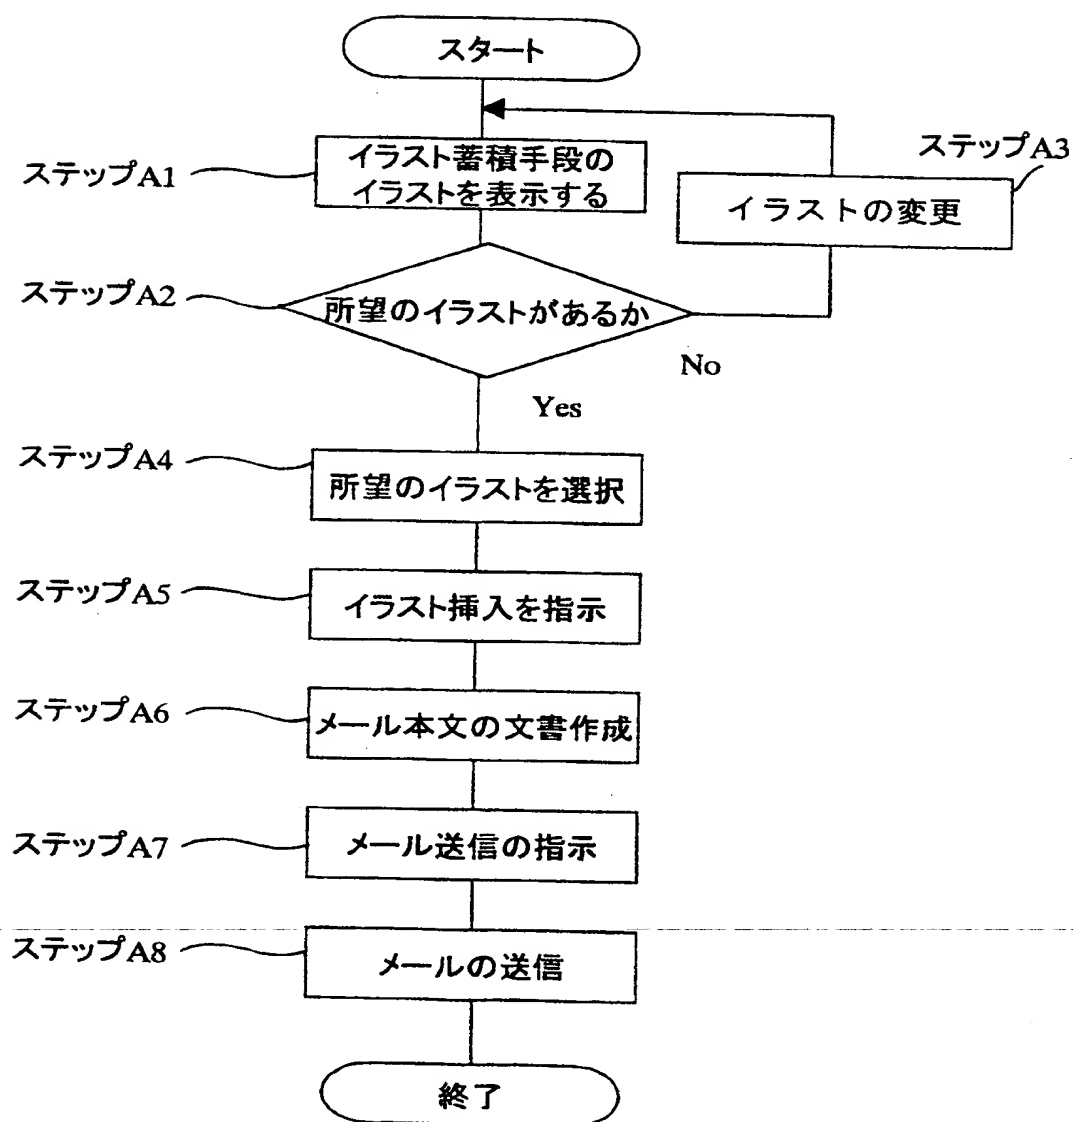 スタート
イラスト蓄積手段の
イラストを表示する
ステップA1
ステップA3
イラストの変更
ステップA2
所望のイラストがあるか
No
Yes
ステップA4
所望のイラストを選択
ステップA5
イラスト挿入を指示
ステップA6
メール本文の文書作成
ステップA7
メール送信の指示
ステップA8
メールの送信
終了